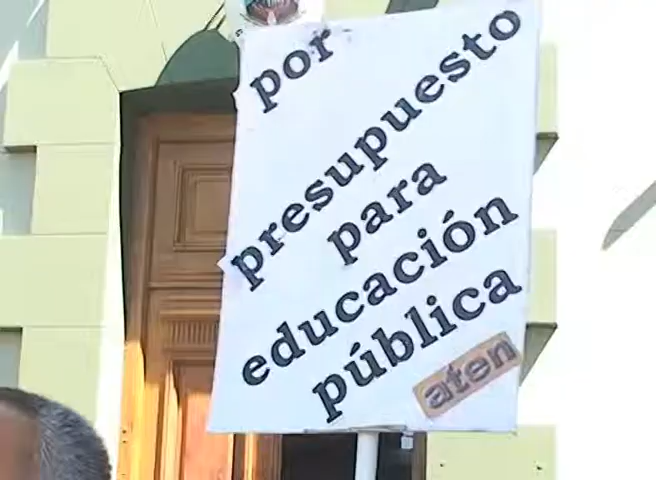 por
presupuesto
para
educación
pública
aten